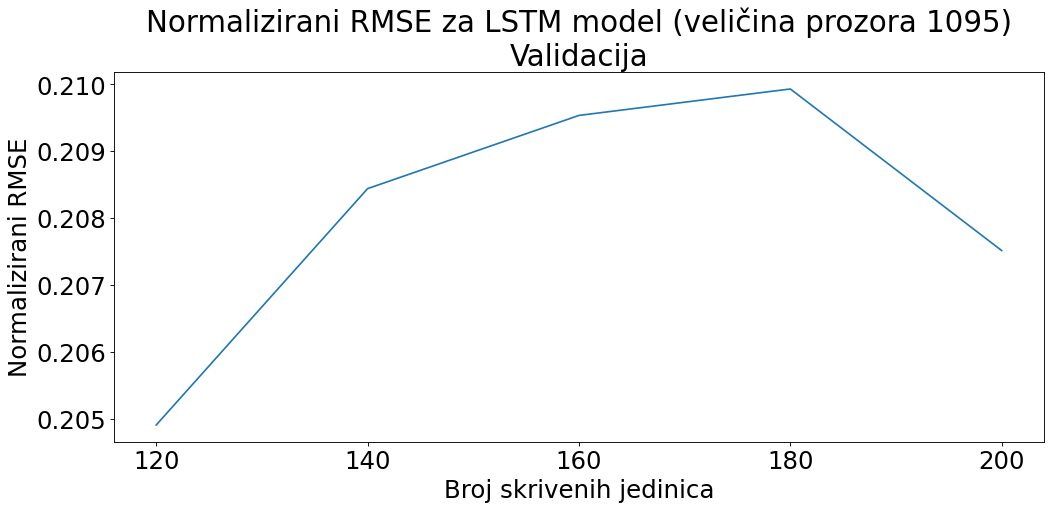 Normalizirani RMSE za LSTM model (veličina prozora 1095)
Validacija
Normalizirani RMSE
0.210
0.209
0.208
0.207
0.206
0.205
120 140 160 180 200
Broj skrivenih jedinica